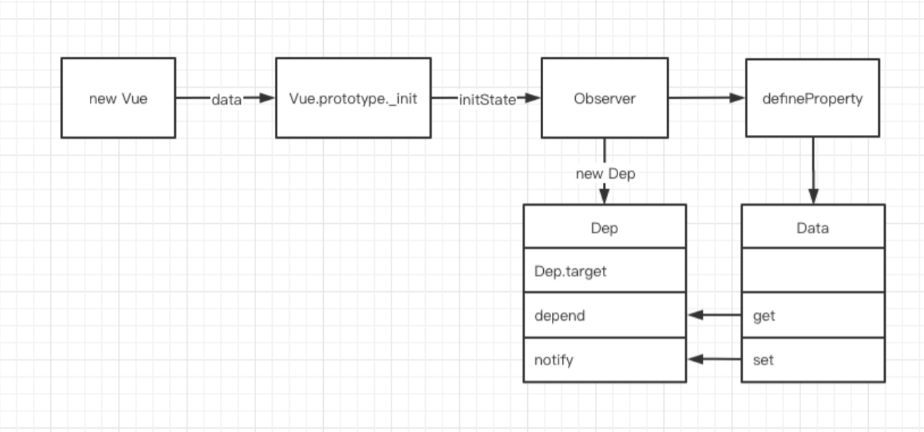 new Vue
data
Vue.prototype._init
initState
Observer
defineProperty
new Dep
Dep
Data
Dep.target
depend
get
notify
set